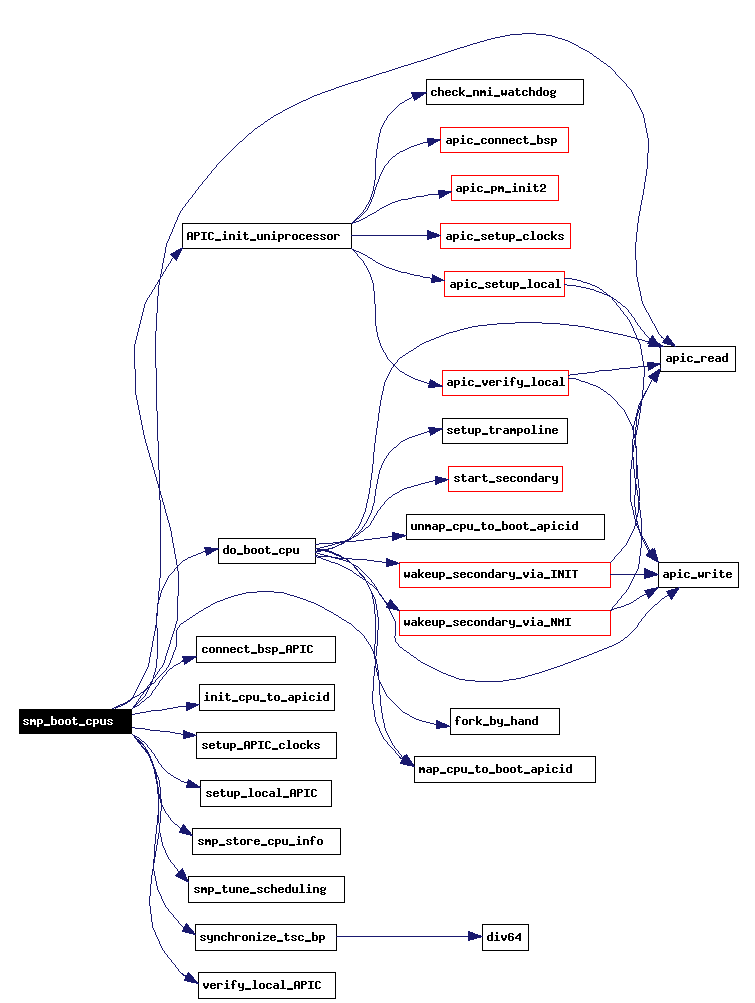 check_nmi_watchdog
apic_connect_bsp
apic_pm_init2
APIC_init_uniprocessor
apic_setup_clocks
apic_setup_local
apic_read
apic_verify_local
setup_trampoline
start_secondary
unmap_cpu_to_boot_apicid
do_boot_cpu
wakeup_secondary_via_INIT
apic_write
wakeup_secondary_via_NMI
connect_bsp_APIC
init_cpu_to_apicid
smp_boot_cpus
fork_by_hand
setup_APIC_clocks
map_cpu_to_boot_apicid
setup_local_APIC
smp_store_cpu_info
smp_tune_scheduling
synchronize_tsc_bp
div64
verify_local_APIC